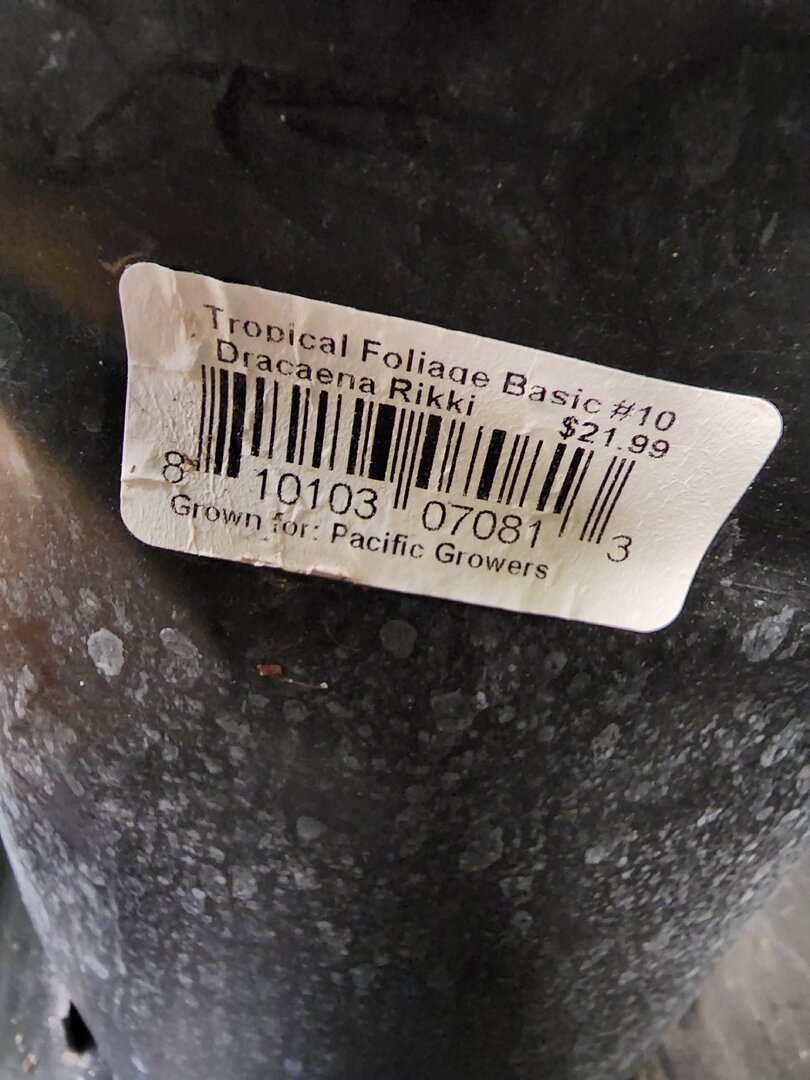 Tropical Foliage Basic #10
Dracaena Rikki
$21.99
8 10103 07081 3
Grown for: Pacific Growers